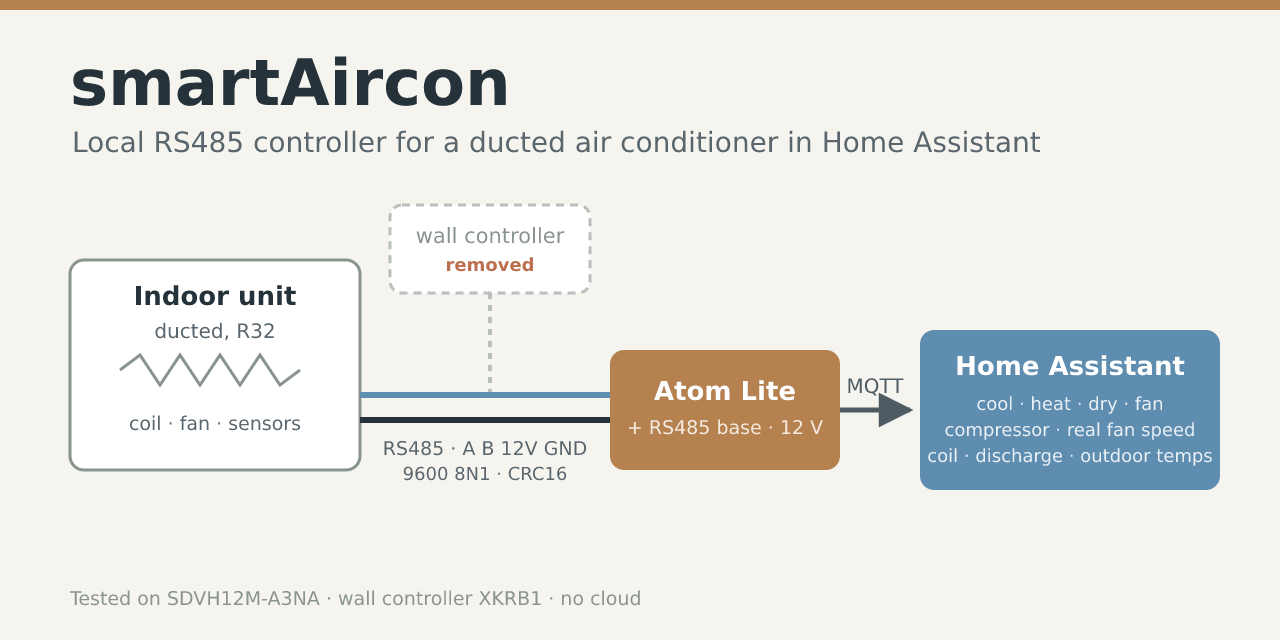 smartAircon
Local RS485 controller for a ducted air conditioner in Home Assistant
wall controller
removed
Indoor unit
ducted, R32
coil · fan · sensors
RS485 · A B 12V GND
9600 8N1 · CRC16
Atom Lite
+ RS485 base · 12 V
MQTT
Home Assistant
cool · heat · dry · fan
compressor · real fan speed
coil · discharge · outdoor temps
Tested on SDVH12M-A3NA · wall controller XKRB1 · no cloud